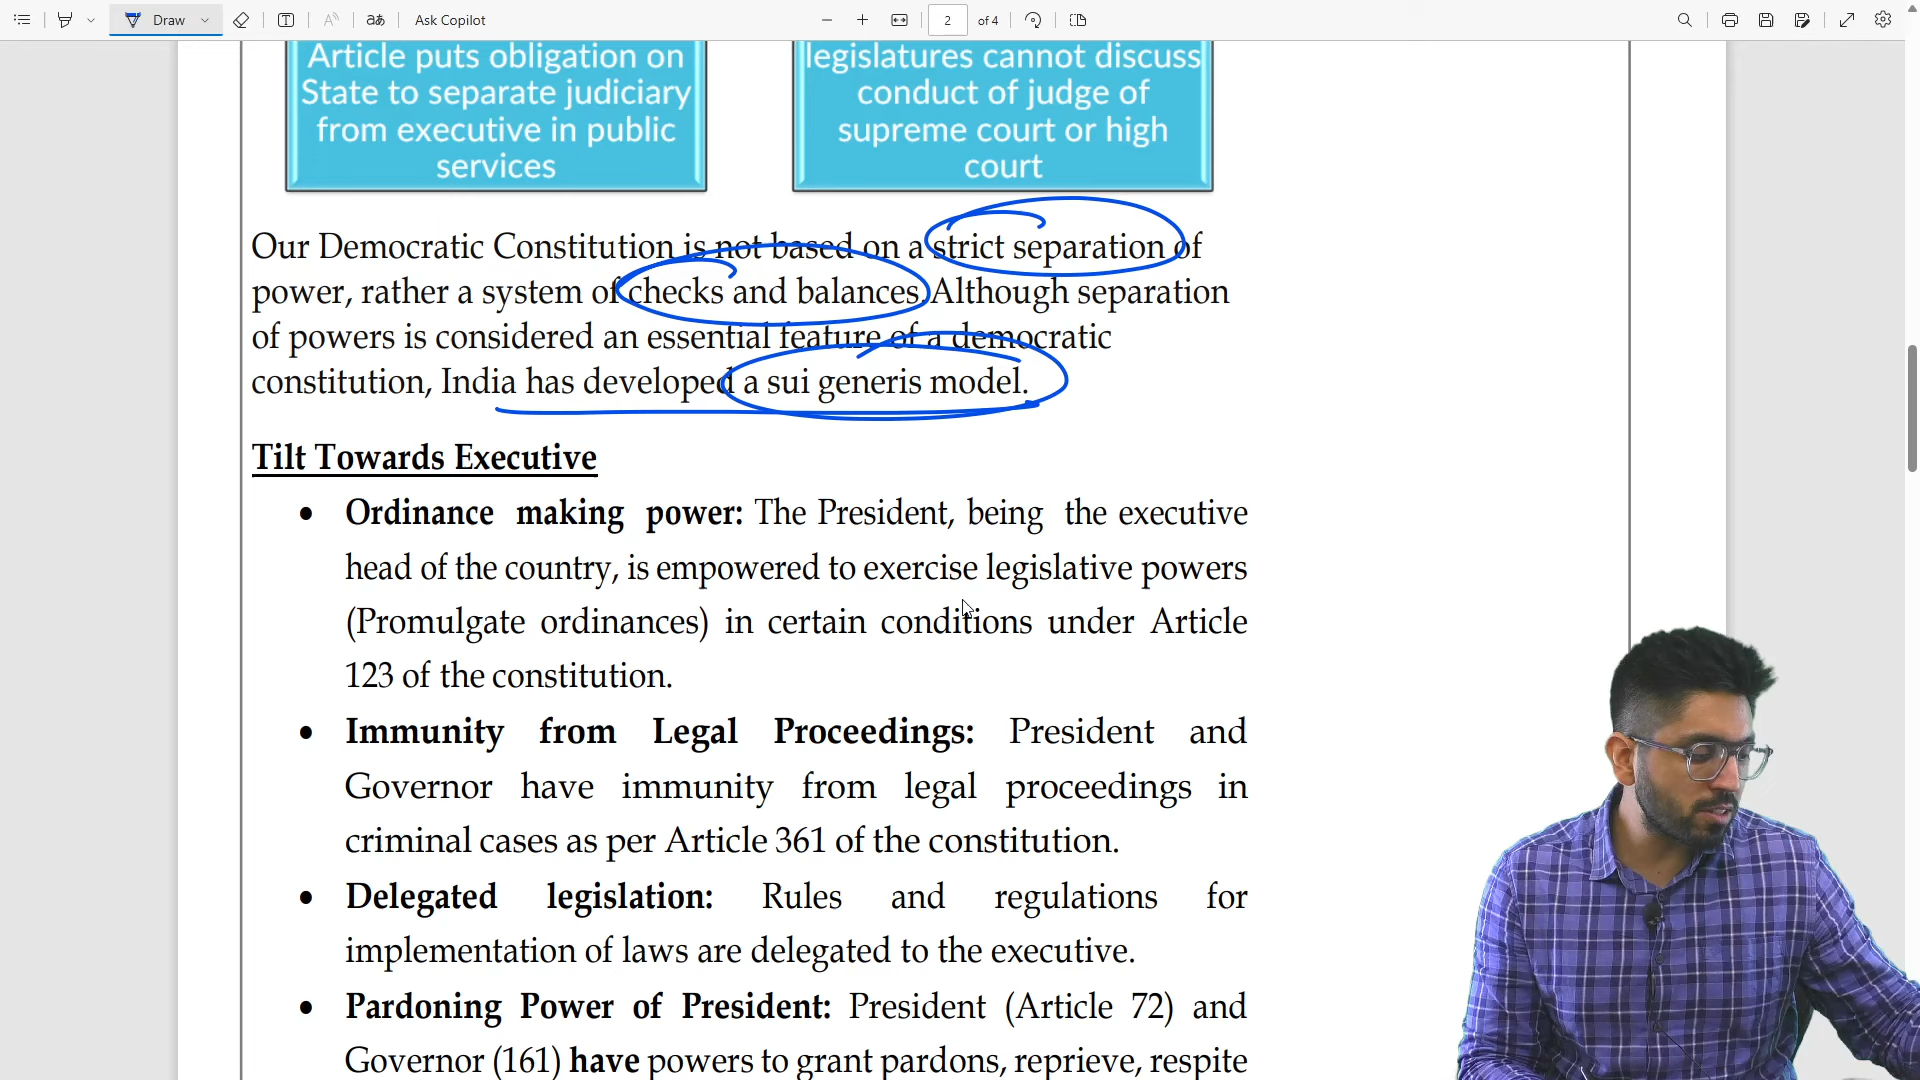 Draw
Ask Copilot
2 of 4
Article puts obligation on
State to separate judiciary
from executive in public
services
legislatures cannot discuss
conduct of judge of
supreme court or high
court
Our Democratic Constitution is not based on a strict separation of
power, rather a system of checks and balances. Although separation
of powers is considered an essential feature of a democratic
constitution, India has developed a sui generis model.
Tilt Towards Executive
• Ordinance making power: The President, being the executive
head of the country, is empowered to exercise legislative powers
(Promulgate ordinances) in certain conditions under Article
123 of the constitution.
• Immunity from Legal Proceedings: President and
Governor have immunity from legal proceedings in
criminal cases as per Article 361 of the constitution.
• Delegated legislation: Rules and regulations for
implementation of laws are delegated to the executive.
• Pardoning Power of President: President (Article 72) and
Governor (161) have powers to grant pardons, reprieve, respite